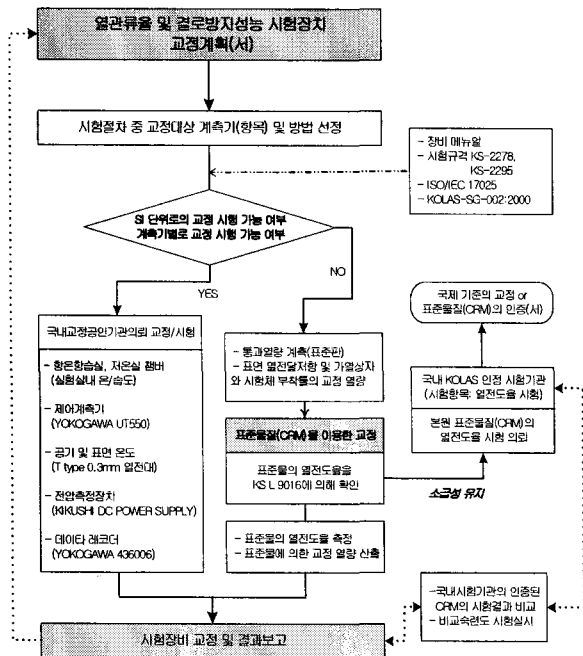 열관류율 및 결로방지성능 시험장치
교정계획(서)
시험절차 중 교정대상 계측기(항목) 및 방법 선정
- 장비 메뉴얼
- 시험규격 KS-2278,
KS-2295
- ISO/IEC 17025
- KOLAS-SG-002:2000
SI 단위로의 교정 시행 가능 여부
계측기별로 교정 시행 가능 여부
YES
NO
국내교정공인기관의뢰 교정/시험
- 항온항습실, 저온실 챔버
(실험실내 온/습도)
- 제어계측기
(YOKOGAWA UT550)
- 공기 및 표면 온도
(T type 0.3mm 열전대)
- 전압측정장치
(KIKUSHI DC POWER SUPPLY)
- 데이타 레코더
(YOKOGAWA 436006)
- 통과열량 계측(표준판)
- 표면 열전달저항 및 가열상자
와 시험체 부착틀의 교정 열량
표준물질(CRM)을 이용한 교정
표준물의 열전도율을
KS L 9016에 의해 확인
- 표준물의 열전도율 측정
- 표준물에 의한 교정 열량 산출
국제 기준의 교정 or
표준물질(CRM)의 인증(서)
국내 KOLAS 인정 시험기관
(시험항목: 열전도율 시험)
본원 표준물질(CRM)의
열전도율 시험 의뢰
소급성 유지
-국내시험기관의 인증된
CRM의 시험결과 비교
- 비교숙련도 시험실시
시험장비 교정 및 결과보고